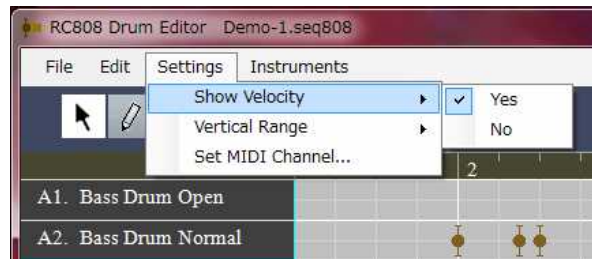 RC808 Drum Editor Demo-1.seq808
File Edit Settings Instruments
Show Velocity Yes
Vertical Range No
Set MIDI Channel...
2
A1. Bass Drum Open
A2. Bass Drum Normal